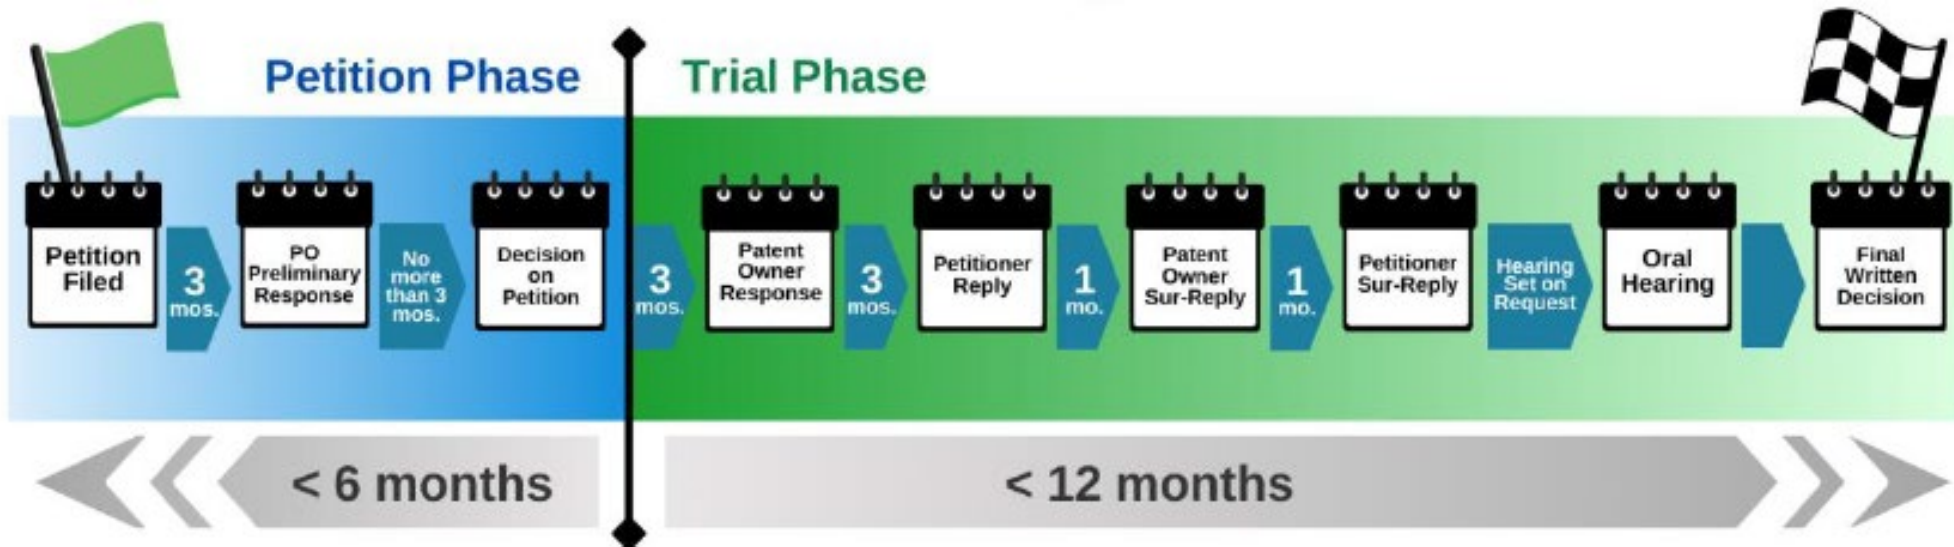 Petition Phase
Trial Phase
Petition
Filed
3
mos.
PO
Preliminary
Response
No
more
than 3
mos.
Decision
on
Petition
3
mos.
Patent
Owner
Response
3
mos.
Petitioner
Reply
1
mo.
Patent
Owner
Sur-Reply
1
mo.
Petitioner
Sur-Reply
Hearing
Set on
Request
Oral
Hearing
Final
Written
Decision
< 6 months
< 12 months